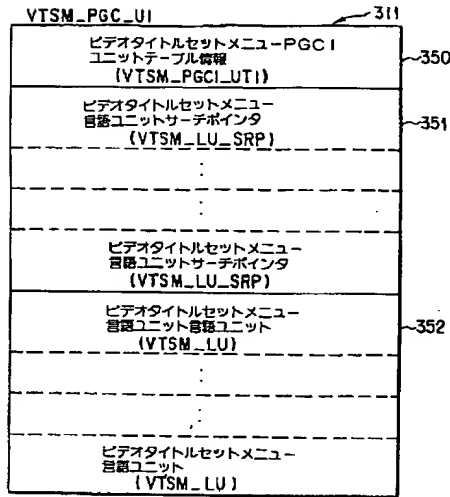 VTSM_PGC_UI
311
ビデオタイトルセットメニューPGCI
ユニットテーブル情報
(VTSM_PGCI_UTI)
350
ビデオタイトルセットメニュー
言語ユニットサーチポインタ
(VTSM_LU_SRP)
351
ビデオタイトルセットメニュー
言語ユニットサーチポインタ
(VTSM_LU_SRP)
ビデオタイトルセットメニュー
言語ユニット言語ユニット
(VTSM_LU)
352
ビデオタイトルセットメニュー
言語ユニット
(VTSM_LU)